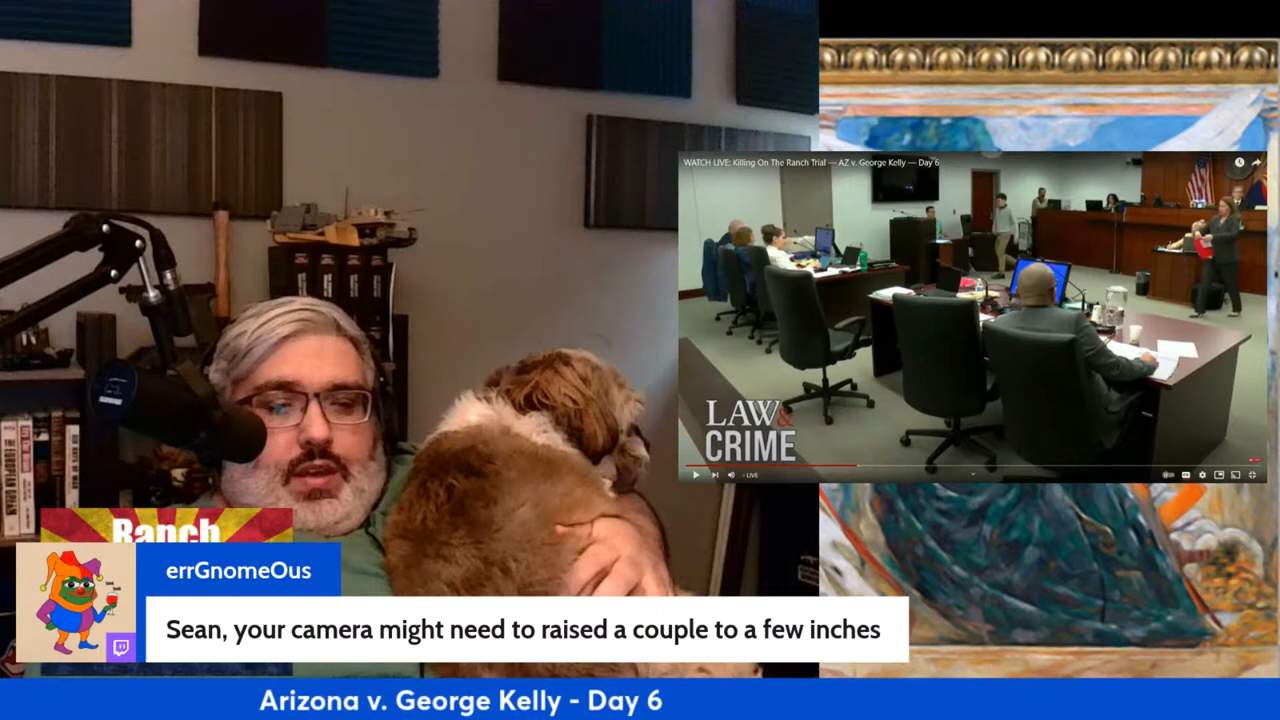 WATCH LIVE: Killing On The Ranch Trial — AZ v. George Kelly — Day 6
LAW&
CRIME
LIVE
Ranch
errGnomeOus
Sean, your camera might need to raised a couple to a few inches
Arizona v. George Kelly - Day 6